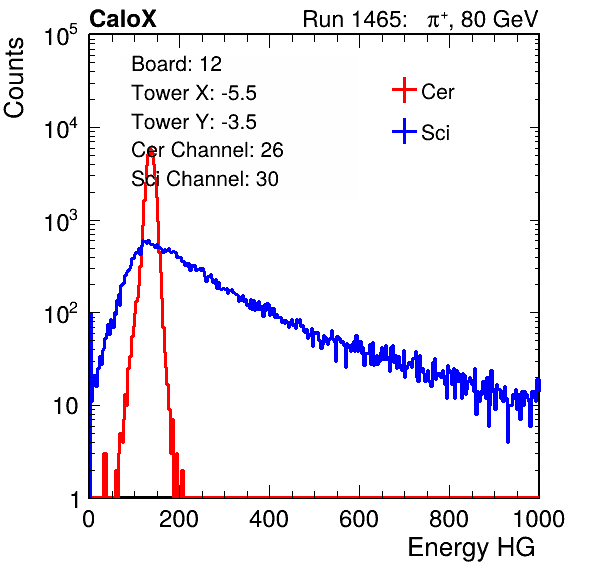 CaloX Run 1465: π⁺, 80 GeV
Counts
Board: 12
Tower X: -5.5
Tower Y: -3.5
Cer Channel: 26
Sci Channel: 30
Cer
Sci
10⁵
10⁴
10³
10²
10
1
0 200 400 600 800 1000
Energy HG